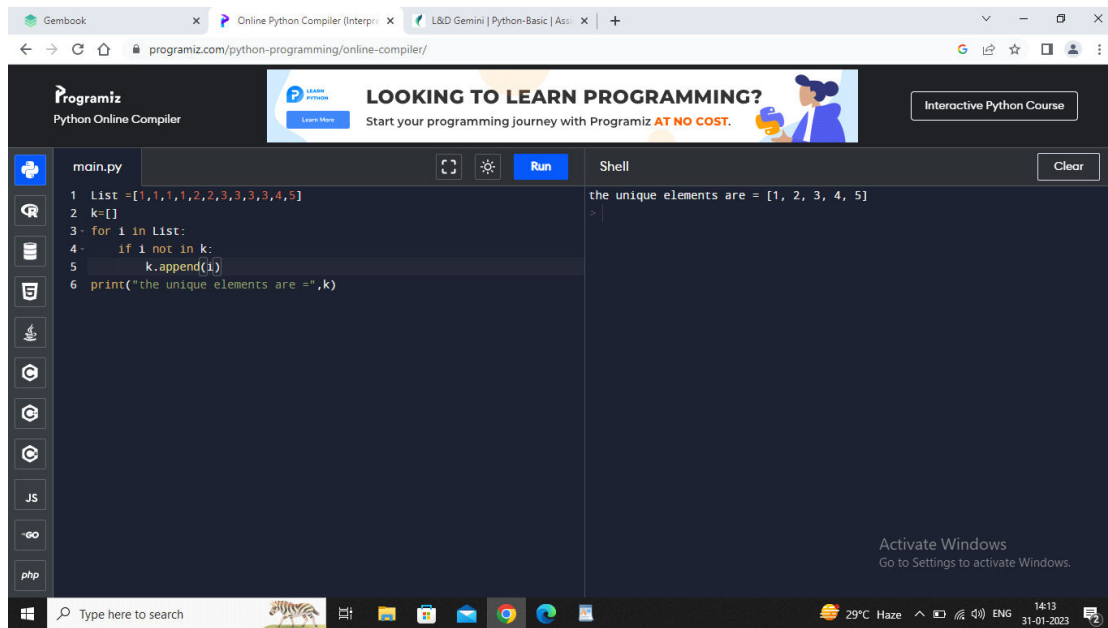 Gembook
Online Python Compiler (Interpre
L&D Gemini | Python-Basic | Assi
programiz.com/python-programming/online-compiler/
Programiz
Python Online Compiler
LEARN PYTHON
Learn More
LOOKING TO LEARN PROGRAMMING?
Start your programming journey with Programiz AT NO COST.
Interactive Python Course
main.py
Run
Shell
Clear
1 List =[1,1,1,1,2,2,3,3,3,3,4,5]
2 k=[]
3 for i in List:
4 if i not in k:
5 k.append(i)
6 print("the unique elements are =",k)
the unique elements are = [1, 2, 3, 4, 5]
>
JS
GO
php
Activate Windows
Go to Settings to activate Windows.
Type here to search
29°C Haze
ENG
14:13
31-01-2023
2